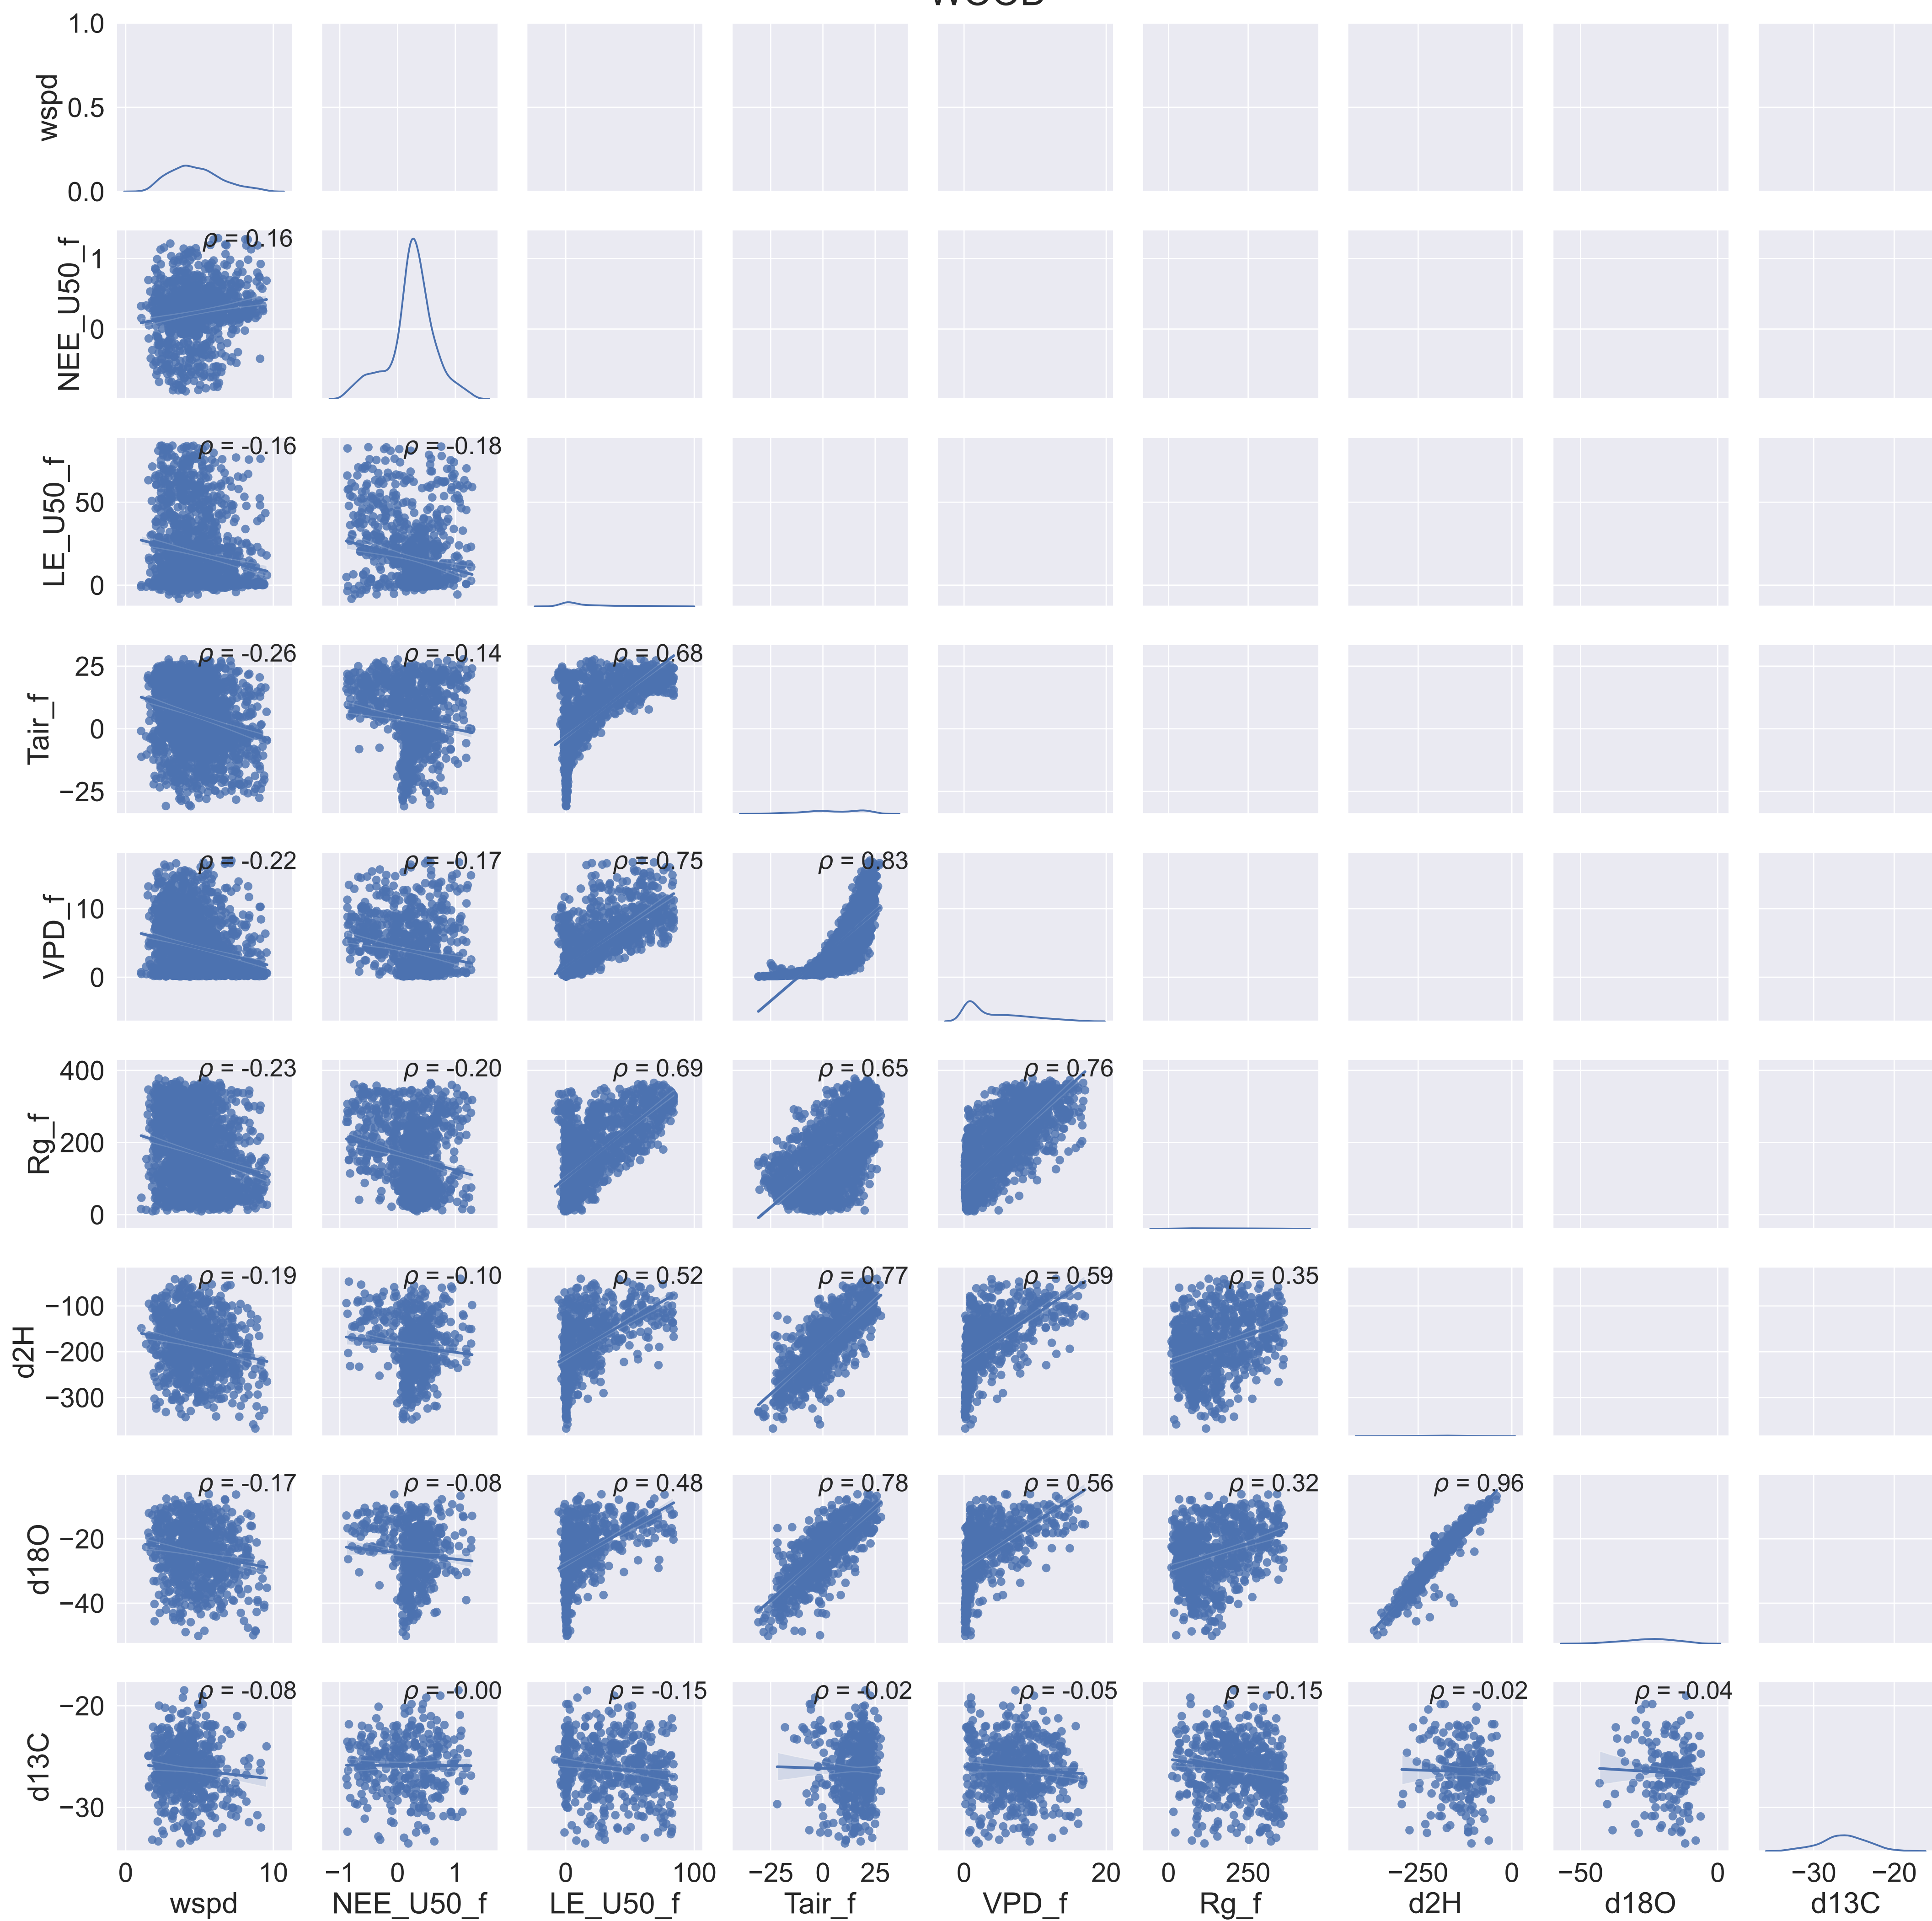 1.0
wspd
0.5
0.0
NEE_U50_f
1
0
ρ = 0.16
LE_U50_f
50
0
ρ = -0.16
ρ = -0.18
Tair_f
25
0
−25
ρ = -0.26
ρ = -0.14
ρ = 0.68
VPD_f
10
0
ρ = -0.22
ρ = -0.17
ρ = 0.75
ρ = 0.83
Rg_f
400
200
0
ρ = -0.23
ρ = -0.20
ρ = 0.69
ρ = 0.65
ρ = 0.76
d2H
−100
−200
−300
ρ = -0.19
ρ = -0.10
ρ = 0.52
ρ = 0.77
ρ = 0.59
ρ = 0.35
d18O
−20
−40
ρ = -0.17
ρ = -0.08
ρ = 0.48
ρ = 0.78
ρ = 0.56
ρ = 0.32
ρ = 0.96
d13C
−20
−30
ρ = -0.08
ρ = -0.00
ρ = -0.15
ρ = -0.02
ρ = -0.05
ρ = -0.15
ρ = -0.02
ρ = -0.04
0 10
−1 0 1
0 100
−25 0 25
0 20
0 250
−250 0
−50 0
−30 −20
wspd
NEE_U50_f
LE_U50_f
Tair_f
VPD_f
Rg_f
d2H
d18O
d13C